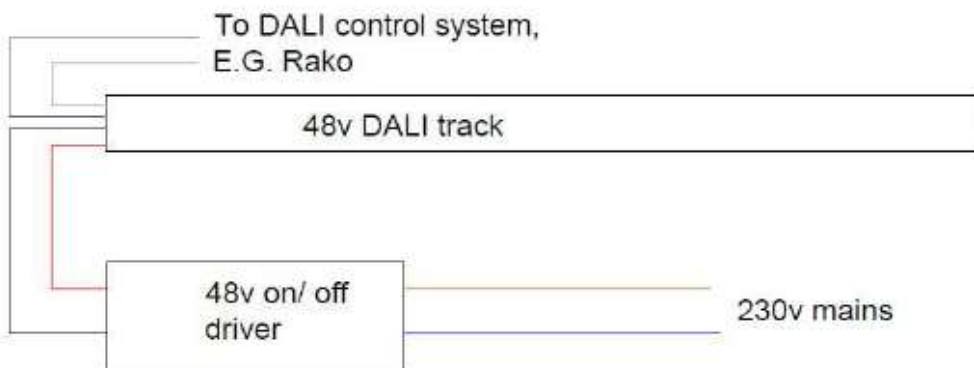 To DALI control system,
E.G. Rako
48v DALI track
48v on/ off
driver
230v mains